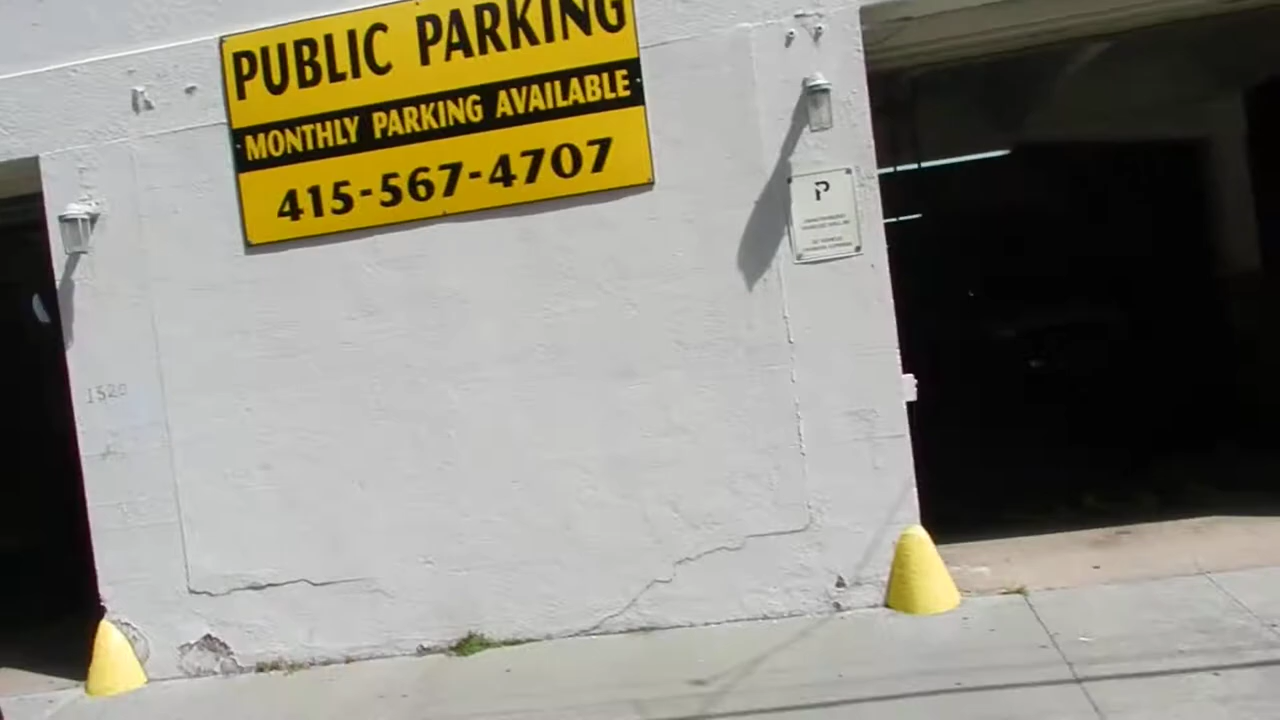 PUBLIC PARKING
MONTHLY PARKING AVAILABLE
415-567-4707
P
1520